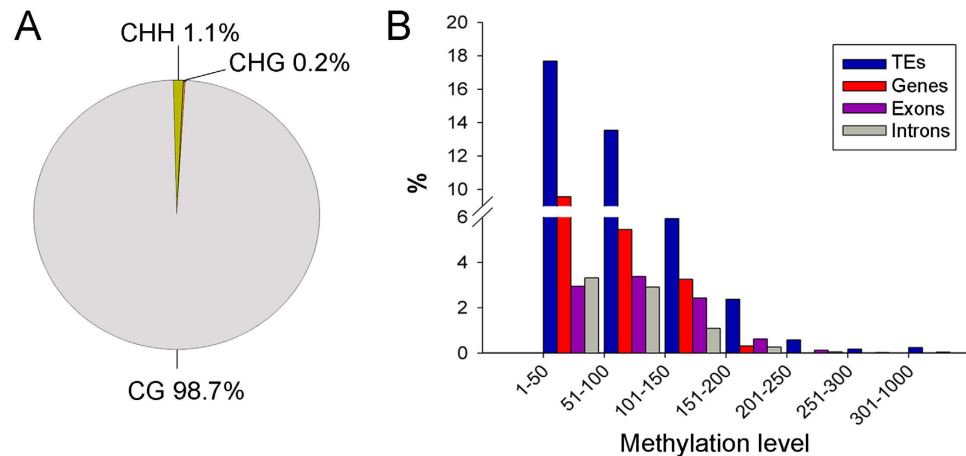 A
CHH 1.1%
CHG 0.2%
CG 98.7%
B
%
20
18
16
14
12
10
6
4
2
0
TEs
Genes
Exons
Introns
1-50
51-100
101-150
151-200
201-250
251-300
301-1000
Methylation level